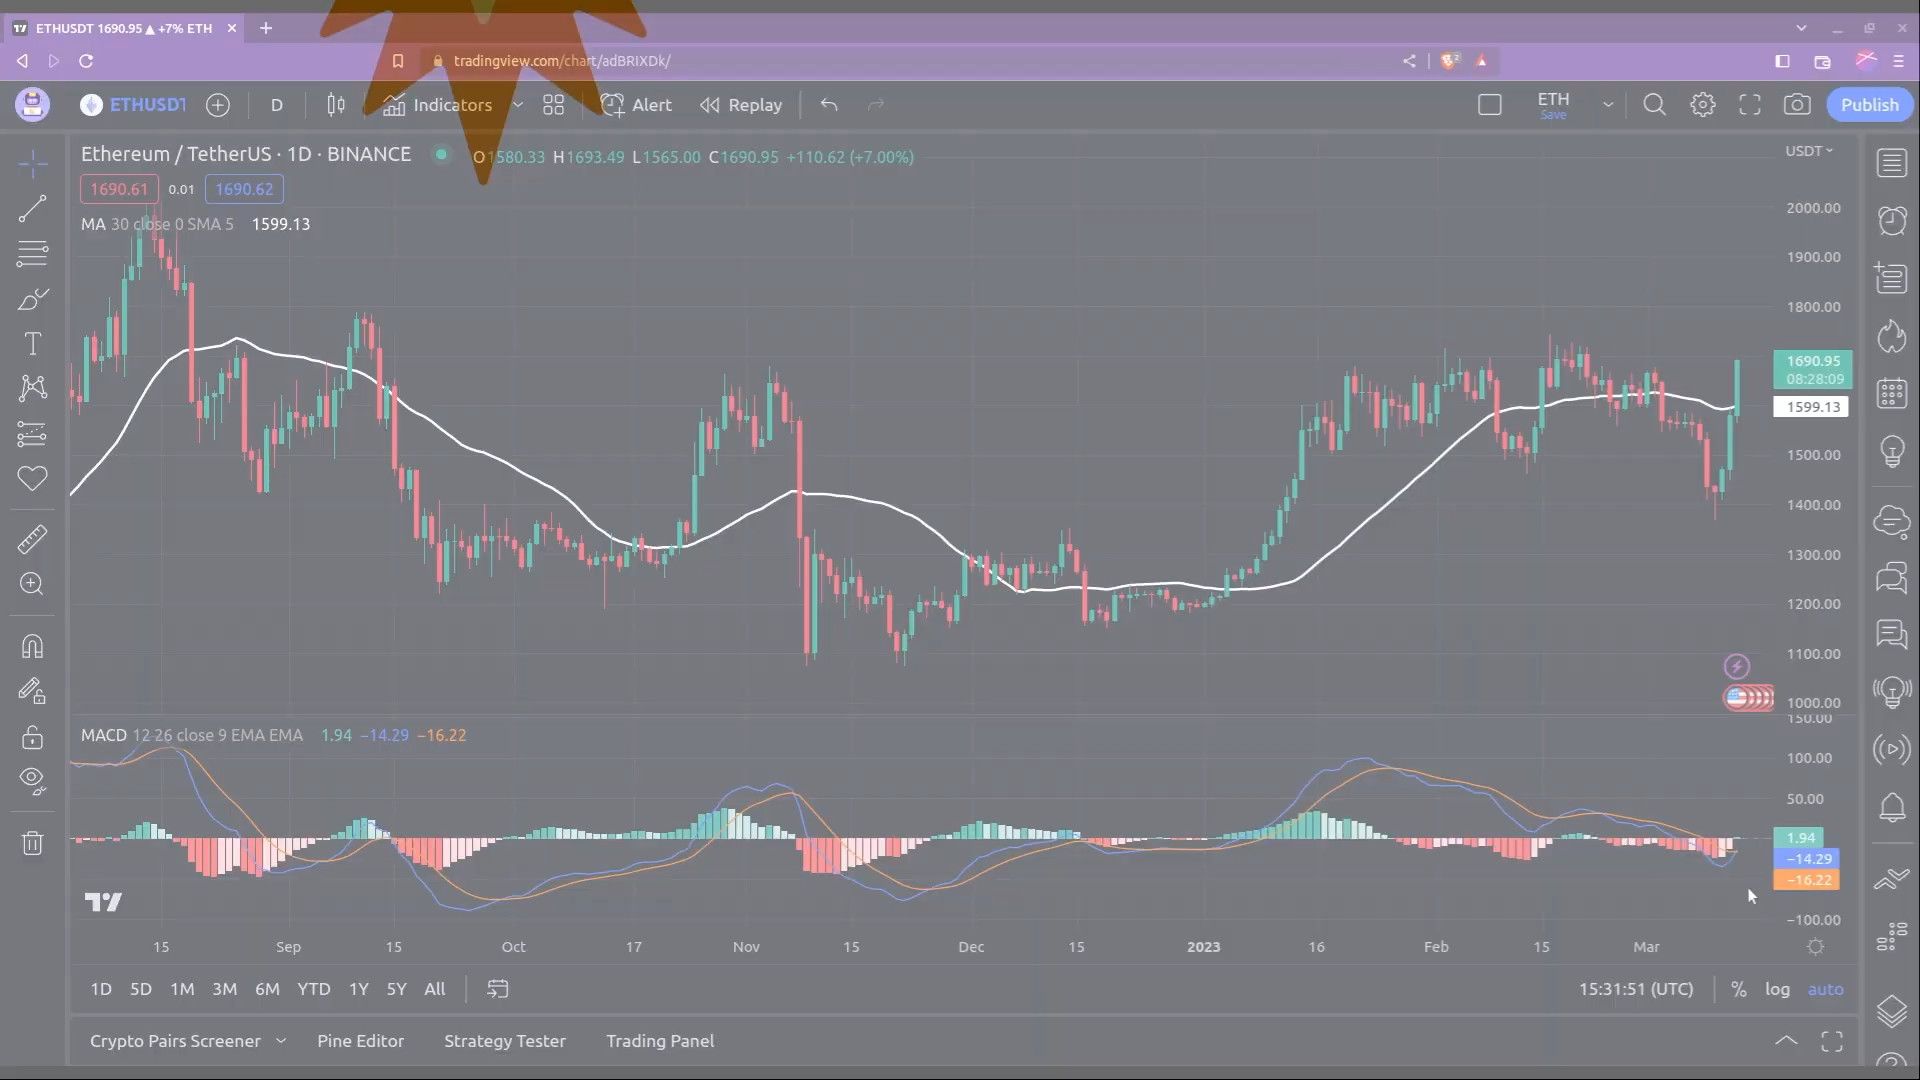 ETHUSDT 1690.95 ▲ +7% ETH
tradingview.com/chart/adBRIXDk/
ETHUSDT
D
Indicators
Alert
Replay
ETH
Save
Publish
Ethereum / TetherUS · 1D · BINANCE
O1580.33 H1693.49 L1565.00 C1690.95 +110.62 (+7.00%)
USDT
1690.61 0.01 1690.62
MA 30 close 0 SMA 5 1599.13
2000.00
1900.00
1800.00
1690.95
08:28:09
1599.13
1500.00
1400.00
1300.00
1200.00
1100.00
1000.00
150.00
MACD 12 26 close 9 EMA EMA 1.94 −14.29 −16.22
100.00
50.00
1.94
−14.29
−16.22
−100.00
15 Sep 15 Oct 17 Nov 15 Dec 15 2023 16 Feb 15 Mar
1D 5D 1M 3M 6M YTD 1Y 5Y All
15:31:51 (UTC) % log auto
Crypto Pairs Screener Pine Editor Strategy Tester Trading Panel